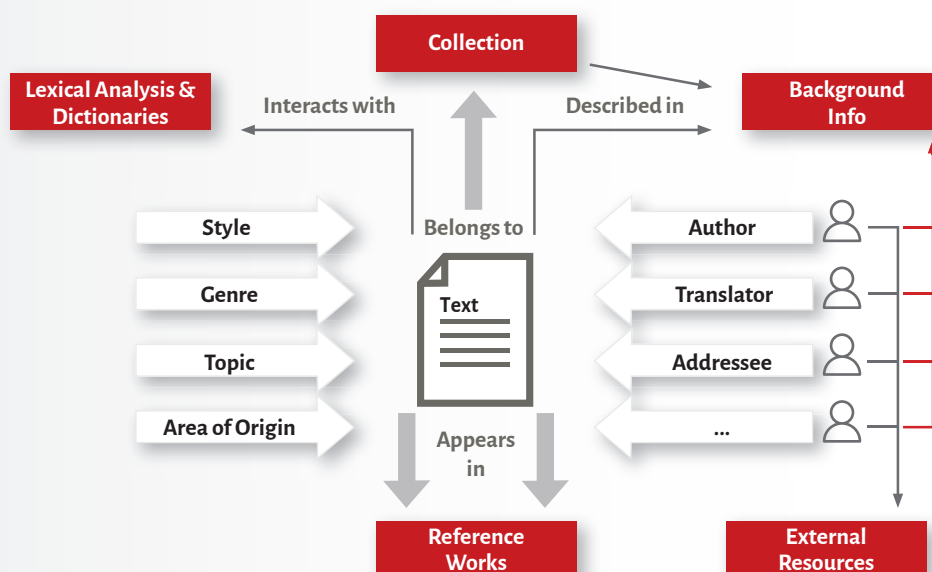 Collection
Lexical Analysis &
Dictionaries
Background
Info
Interacts with
Described in
Style
Belongs to
Author
Genre
Text
Translator
Topic
Addressee
Area of Origin
Appears
in
...
Reference
Works
External
Resources